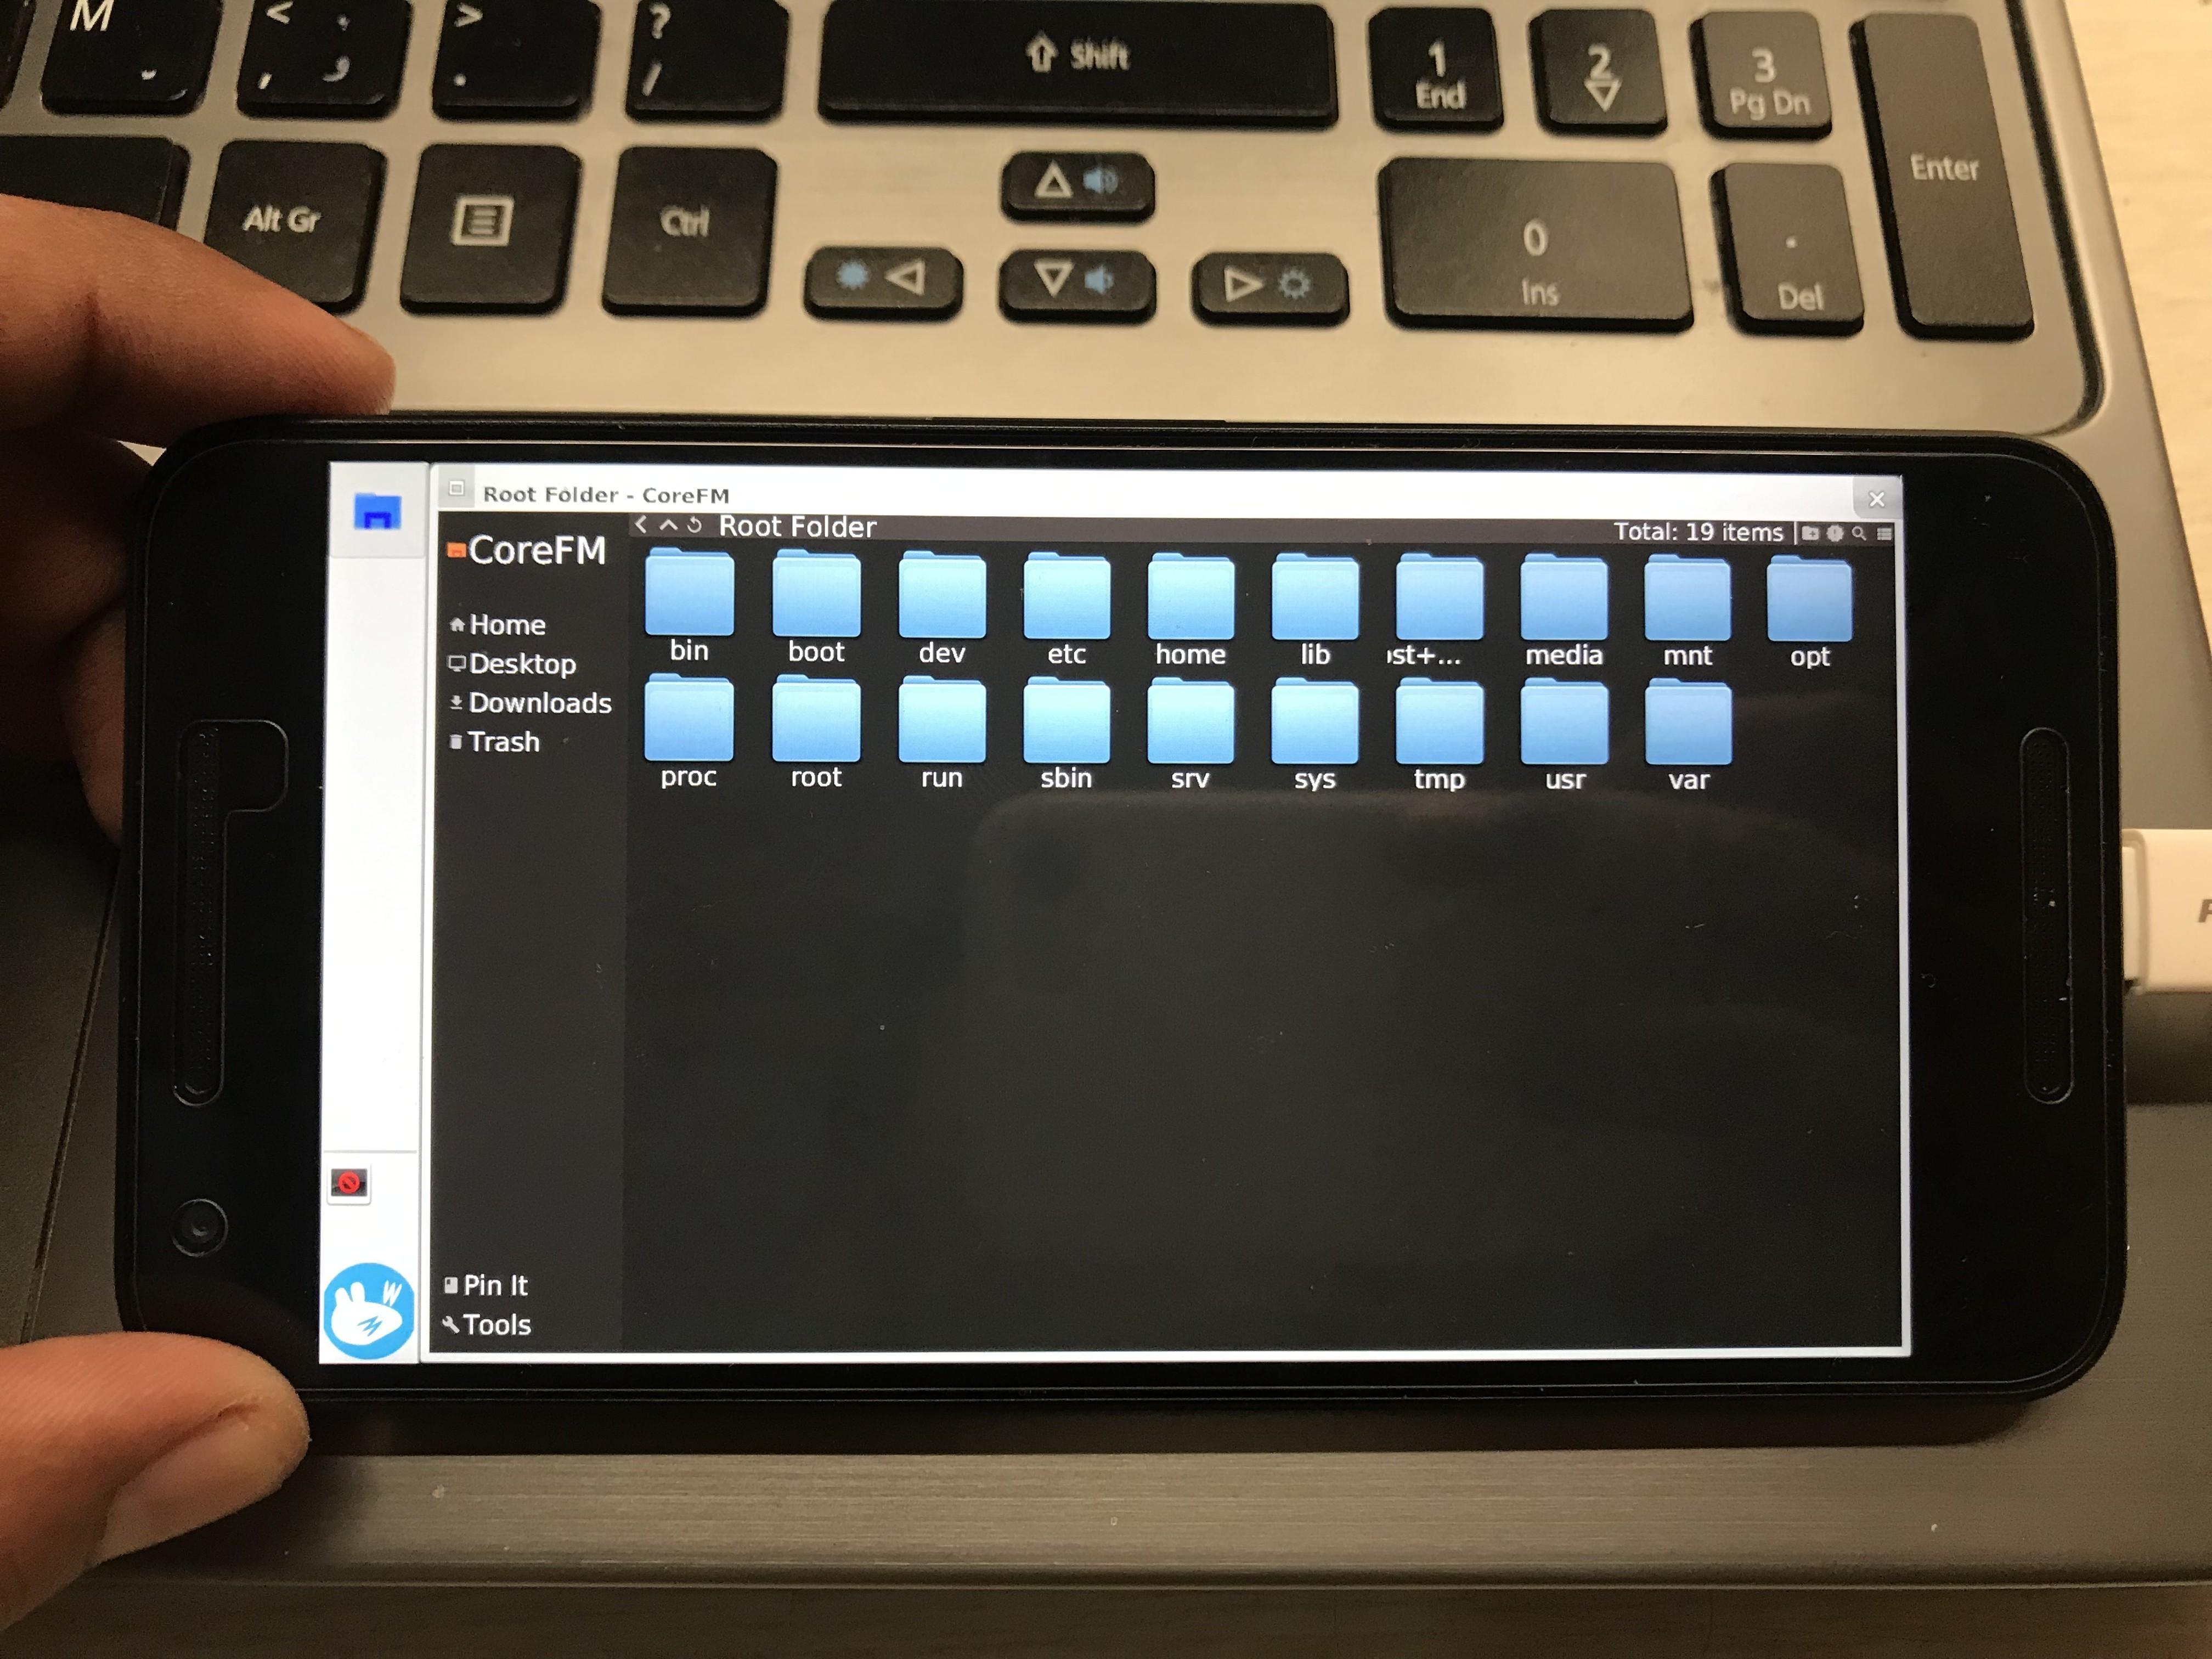 M
< ,
, و
>
.
?
/
Shift
1
End
2
3
Pg Dn
Enter
Alt Gr
Ctrl
0
Ins
.
Del
Root Folder - CoreFM
CoreFM
Root Folder
Total: 19 items
Home
Desktop
Downloads
Trash
bin boot dev etc home lib ost+... media mnt opt
proc root run sbin srv sys tmp usr var
Pin It
Tools
W
M